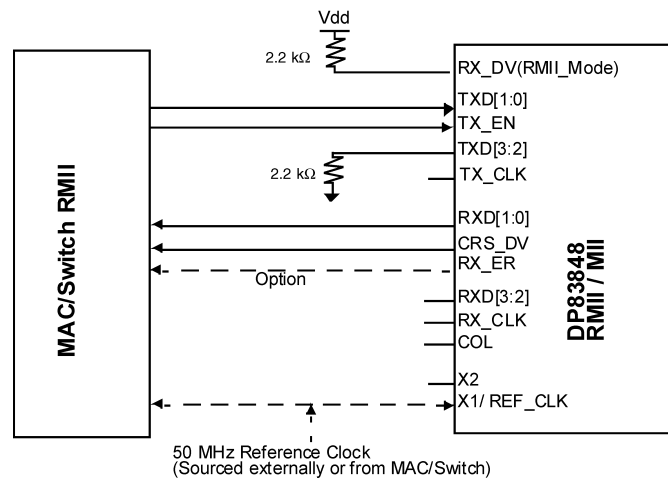 Vdd
2.2 kΩ
RX_DV(RMII_Mode)
TXD[1:0]
TX_EN
TXD[3:2]
2.2 kΩ
TX_CLK
RXD[1:0]
CRS_DV
RX_ER
Option
RXD[3:2]
RX_CLK
COL
X2
X1/ REF_CLK
MAC/Switch RMII
DP83848
RMII / MII
50 MHz Reference Clock
(Sourced externally or from MAC/Switch)